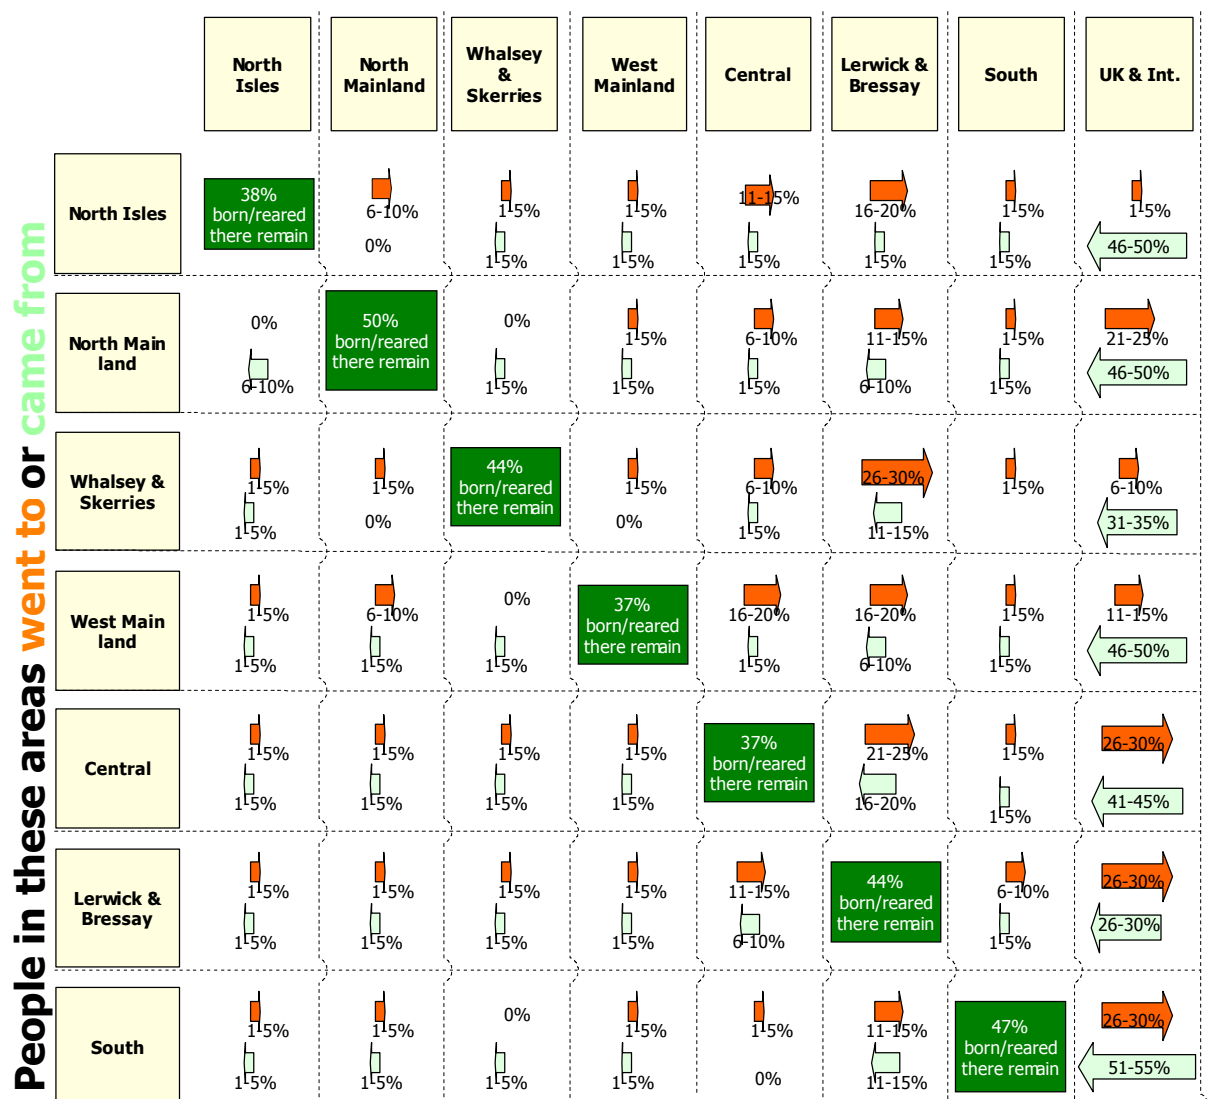 North
Isles
North
Mainland
Whalsey
&
Skerries
West
Mainland
Central
Lerwick &
Bressay
South
UK & Int.
People in these areas went to or came from
North Isles
38%
born/reared
there remain
6-10%
0%
1-5%
1-5%
1-5%
1-5%
11-15%
1-5%
16-20%
1-5%
1-5%
1-5%
1-5%
46-50%
North Main
land
0%
6-10%
50%
born/reared
there remain
0%
1-5%
1-5%
1-5%
6-10%
1-5%
11-15%
6-10%
1-5%
1-5%
21-25%
46-50%
Whalsey &
Skerries
1-5%
1-5%
1-5%
0%
44%
born/reared
there remain
1-5%
0%
6-10%
1-5%
26-30%
11-15%
1-5%
6-10%
31-35%
West Main
land
1-5%
1-5%
6-10%
1-5%
0%
1-5%
37%
born/reared
there remain
16-20%
1-5%
16-20%
6-10%
1-5%
1-5%
11-15%
46-50%
Central
1-5%
1-5%
1-5%
1-5%
1-5%
1-5%
1-5%
1-5%
37%
born/reared
there remain
21-25%
16-20%
1-5%
1-5%
26-30%
41-45%
Lerwick &
Bressay
1-5%
1-5%
1-5%
1-5%
1-5%
1-5%
1-5%
1-5%
11-15%
6-10%
44%
born/reared
there remain
6-10%
1-5%
26-30%
26-30%
South
1-5%
1-5%
1-5%
1-5%
0%
1-5%
1-5%
1-5%
1-5%
0%
11-15%
11-15%
47%
born/reared
there remain
26-30%
51-55%